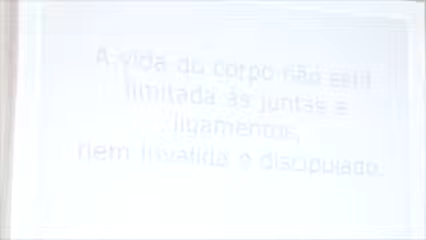 A vida do corpo não está
limitada às juntas e
ligamentos,
nem invalida o discipulado.